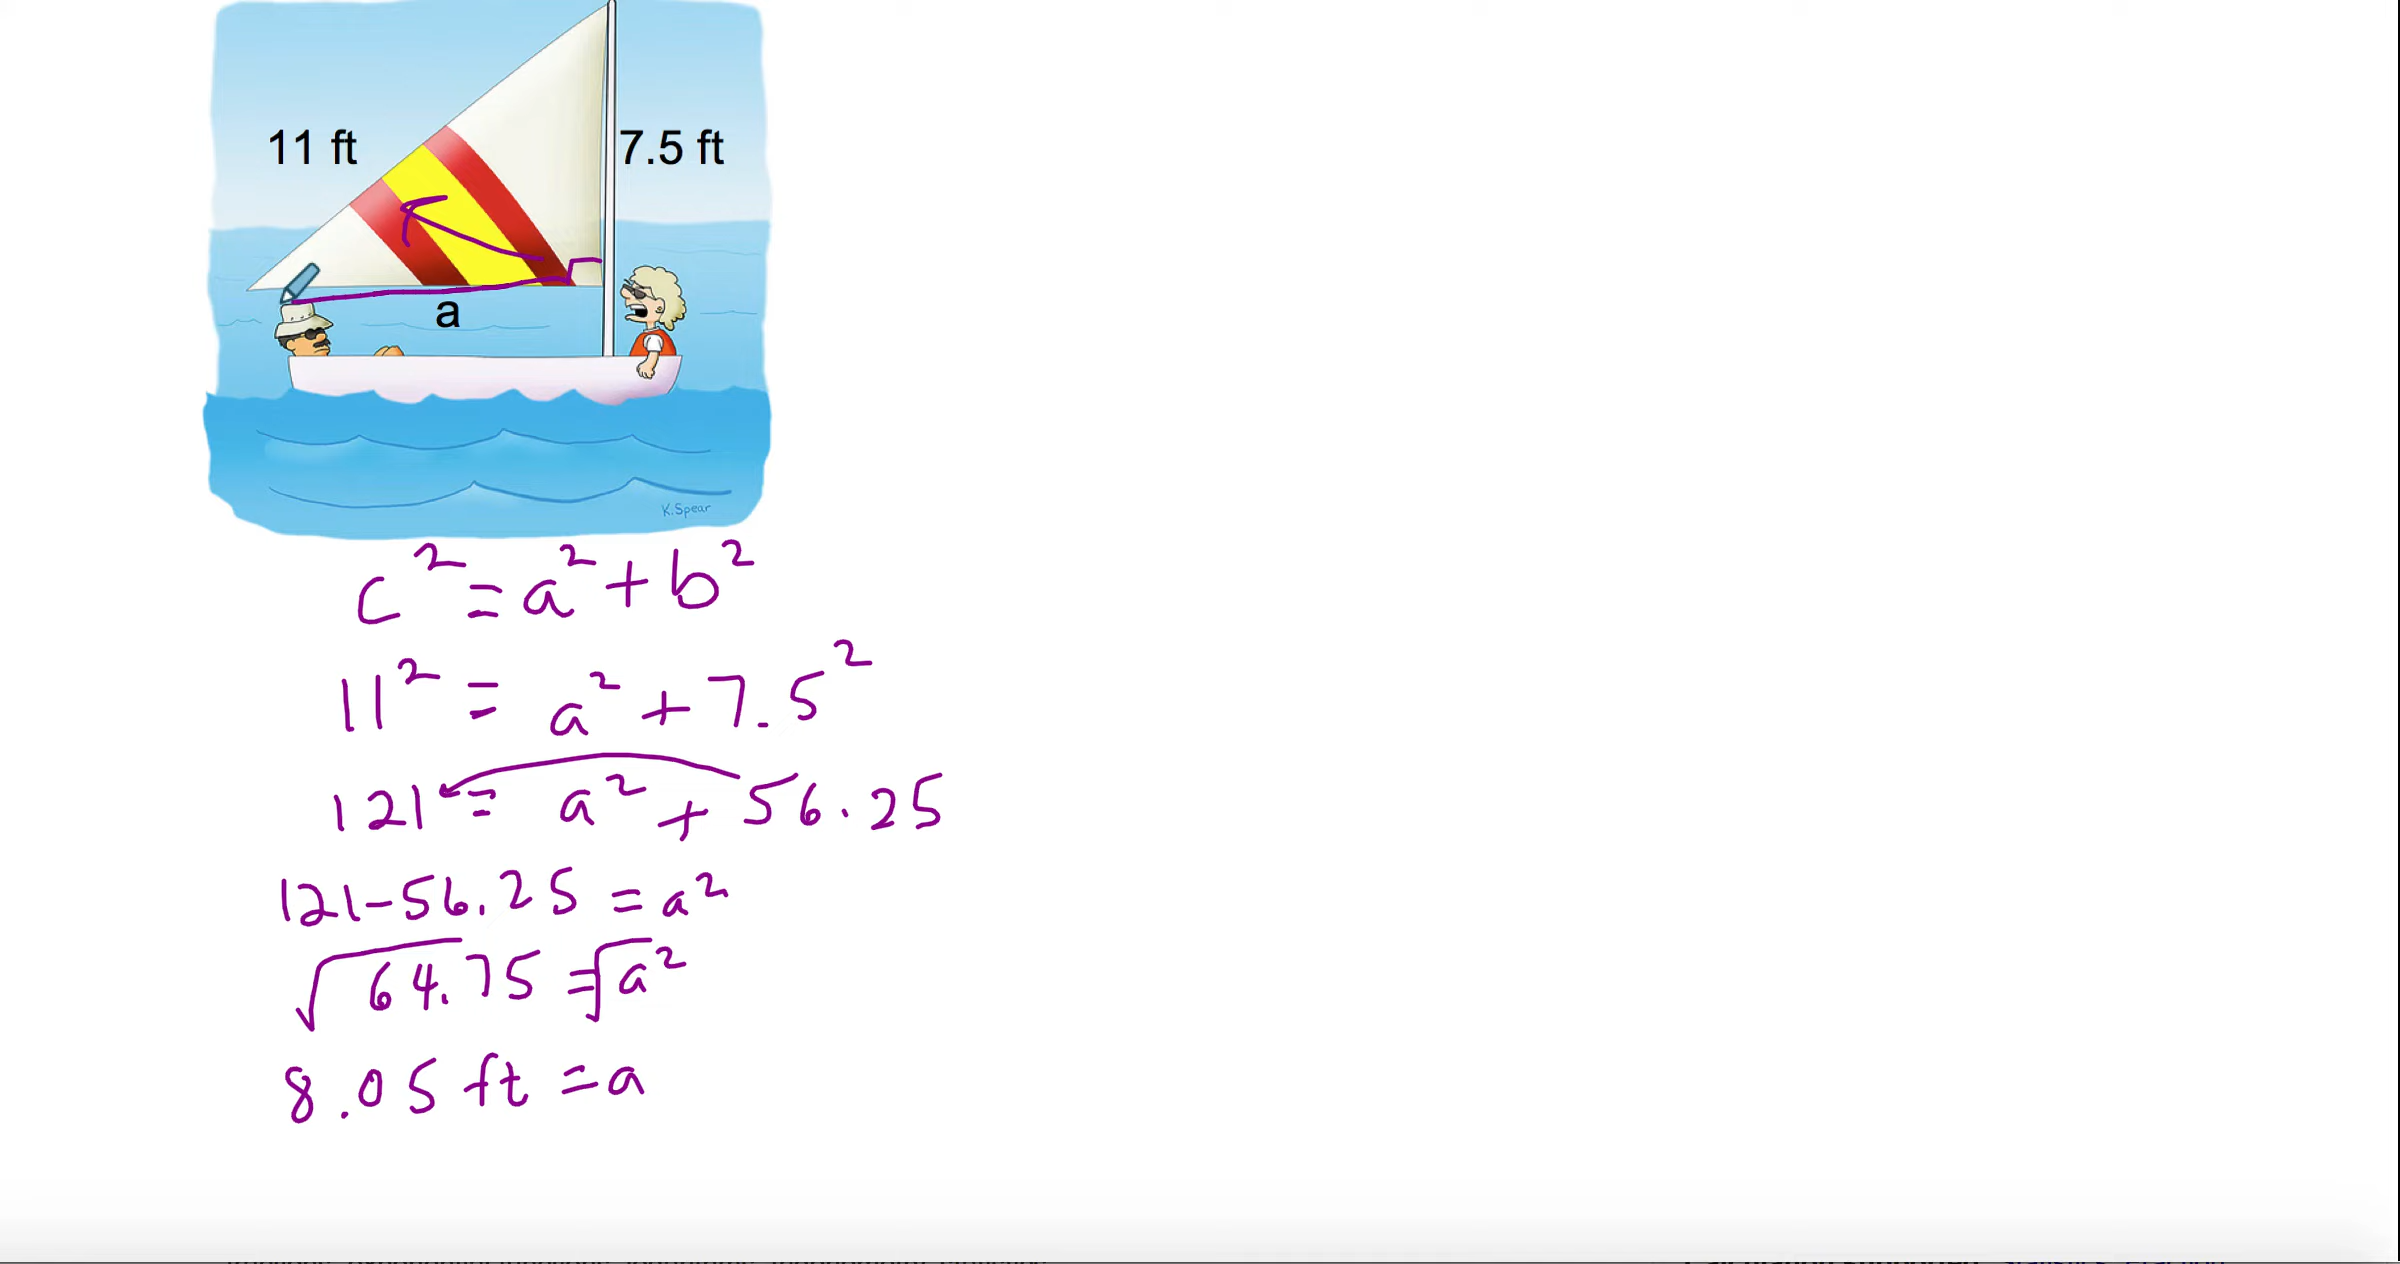 11 ft
7.5 ft
a
K.Spear
c² = a² + b²
11² = a² + 7.5²
121 = a² + 56.25
121 - 56.25 = a²
√64.75 = √a²
8.05 ft = a